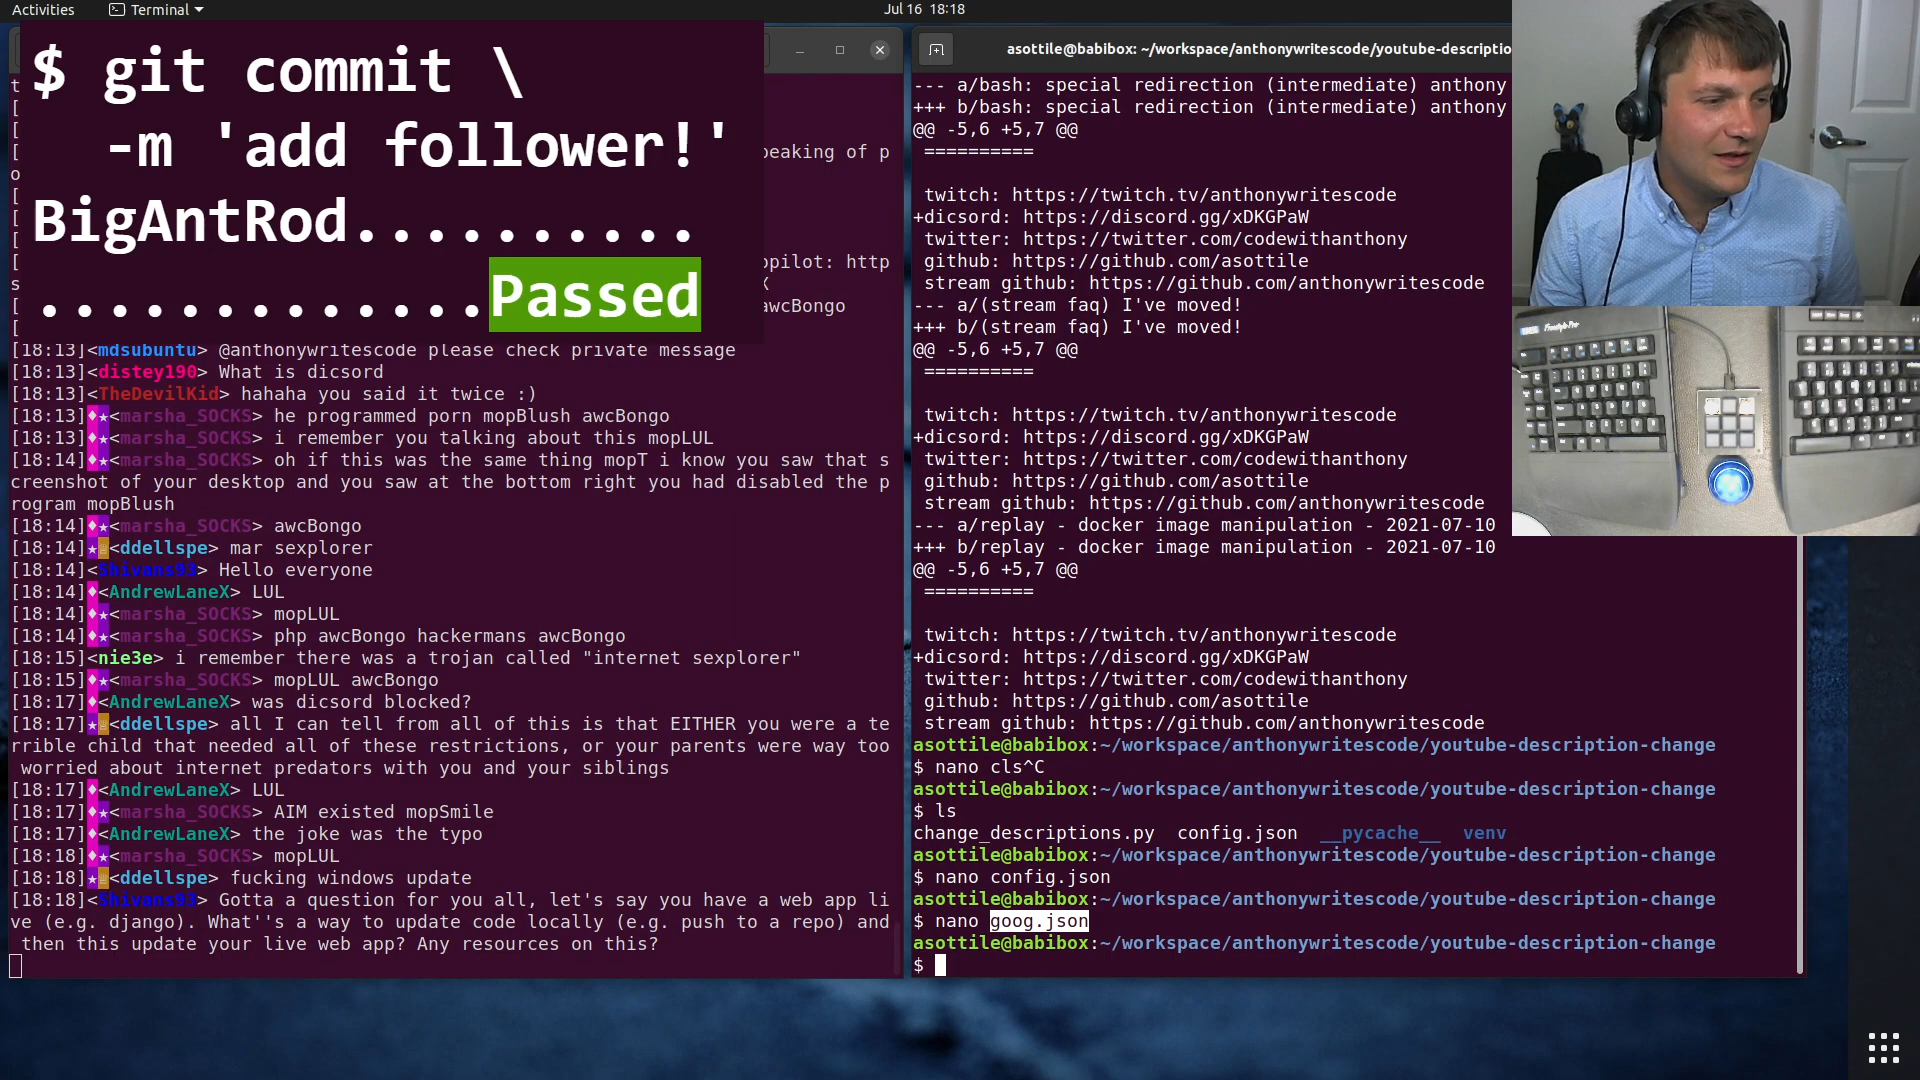 Activities
Terminal
Jul 16 18:18
$ git commit \
-m 'add follower!'
BigAntRod..........
.............Passed
t
[
[
[ peaking of p
o
[
[
[
[ opilot: http
s
[ awcBongo
[
[18:13]<mdsubuntu> @anthonywritescode please check private message
[18:13]<distey190> What is dicsord
[18:13]<TheDevilKid> hahaha you said it twice :)
[18:13]♦★<marsha_SOCKS> he programmed porn mopBlush awcBongo
[18:13]♦★<marsha_SOCKS> i remember you talking about this mopLUL
[18:14]♦★<marsha_SOCKS> oh if this was the same thing mopT i know you saw that s
creenshot of your desktop and you saw at the bottom right you had disabled the p
rogram mopBlush
[18:14]♦★<marsha_SOCKS> awcBongo
[18:14]★<ddellspe> mar sexplorer
[18:14]<Shivans93> Hello everyone
[18:14]♦<AndrewLaneX> LUL
[18:14]♦★<marsha_SOCKS> mopLUL
[18:14]♦★<marsha_SOCKS> php awcBongo hackermans awcBongo
[18:15]<nie3e> i remember there was a trojan called "internet sexplorer"
[18:15]♦★<marsha_SOCKS> mopLUL awcBongo
[18:17]♦<AndrewLaneX> was dicsord blocked?
[18:17]★<ddellspe> all I can tell from all of this is that EITHER you were a te
rrible child that needed all of these restrictions, or your parents were way too
worried about internet predators with you and your siblings
[18:17]♦<AndrewLaneX> LUL
[18:17]♦★<marsha_SOCKS> AIM existed mopSmile
[18:17]♦<AndrewLaneX> the joke was the typo
[18:18]♦★<marsha_SOCKS> mopLUL
[18:18]★<ddellspe> fucking windows update
[18:18]<Shivans93> Gotta a question for you all, let's say you have a web app li
ve (e.g. django). What''s a way to update code locally (e.g. push to a repo) and
then this update your live web app? Any resources on this?
asottile@babibox: ~/workspace/anthonywritescode/youtube-descriptio
--- a/bash: special redirection (intermediate) anthony
+++ b/bash: special redirection (intermediate) anthony
@@ -5,6 +5,7 @@
==========
twitch: https://twitch.tv/anthonywritescode
+dicsord: https://discord.gg/xDKGPaW
twitter: https://twitter.com/codewithanthony
github: https://github.com/asottile
stream github: https://github.com/anthonywritescode
--- a/(stream faq) I've moved!
+++ b/(stream faq) I've moved!
@@ -5,6 +5,7 @@
==========
twitch: https://twitch.tv/anthonywritescode
+dicsord: https://discord.gg/xDKGPaW
twitter: https://twitter.com/codewithanthony
github: https://github.com/asottile
stream github: https://github.com/anthonywritescode
--- a/replay - docker image manipulation - 2021-07-10
+++ b/replay - docker image manipulation - 2021-07-10
@@ -5,6 +5,7 @@
==========
twitch: https://twitch.tv/anthonywritescode
+dicsord: https://discord.gg/xDKGPaW
twitter: https://twitter.com/codewithanthony
github: https://github.com/asottile
stream github: https://github.com/anthonywritescode
asottile@babibox:~/workspace/anthonywritescode/youtube-description-change
$ nano cls^C
asottile@babibox:~/workspace/anthonywritescode/youtube-description-change
$ ls
change_descriptions.py config.json __pycache__ venv
asottile@babibox:~/workspace/anthonywritescode/youtube-description-change
$ nano config.json
asottile@babibox:~/workspace/anthonywritescode/youtube-description-change
$ nano goog.json
asottile@babibox:~/workspace/anthonywritescode/youtube-description-change
$